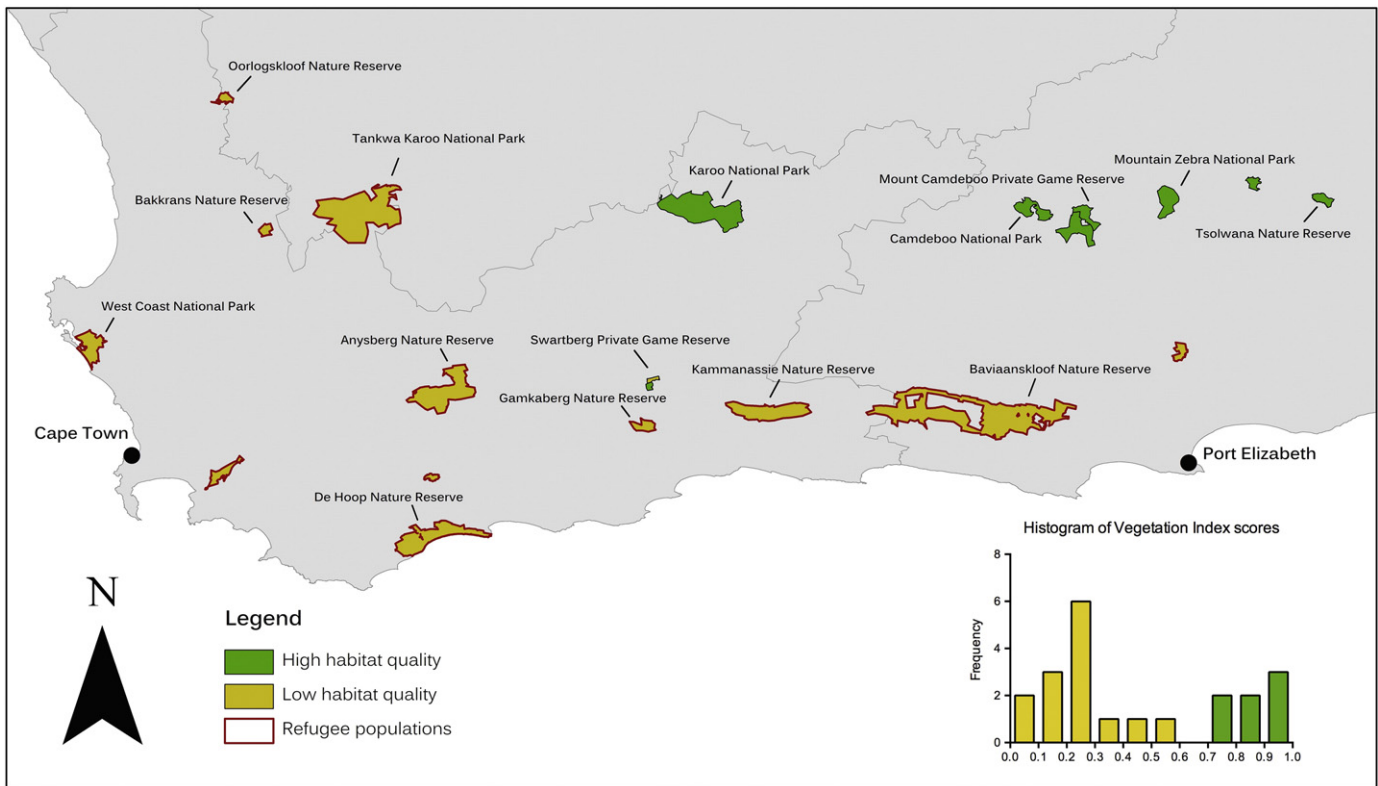 Oorlogskloof Nature Reserve
Tankwa Karoo National Park
Mountain Zebra National Park
Karoo National Park
Mount Camdeboo Private Game Reserve
Bakkrans Nature Reserve
Tsolwana Nature Reserve
Camdeboo National Park
West Coast National Park
Anysberg Nature Reserve
Swartberg Private Game Reserve
Kammanassie Nature Reserve
Baviaanskloof Nature Reserve
Gamkaberg Nature Reserve
Cape Town
Port Elizabeth
De Hoop Nature Reserve
N
Legend
High habitat quality
Low habitat quality
Refugee populations
Histogram of Vegetation Index scores
Frequency
8
6
4
2
0
0.0 0.1 0.2 0.3 0.4 0.5 0.6 0.7 0.8 0.9 1.0